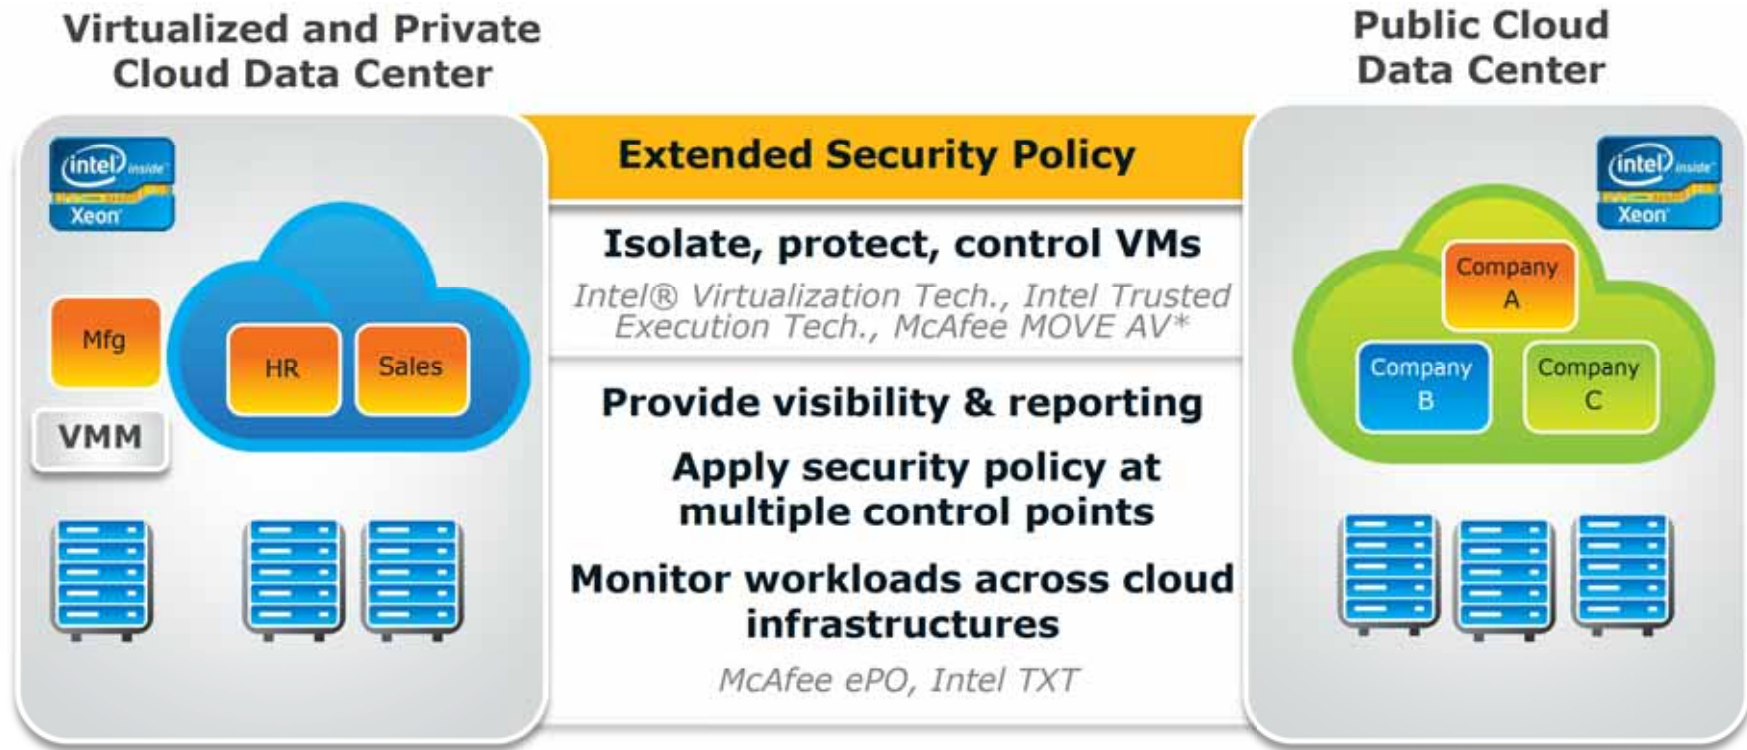 Virtualized and Private
Cloud Data Center
intel inside™
Xeon®
Mfg
HR
Sales
VMM
Extended Security Policy
Isolate, protect, control VMs
Intel® Virtualization Tech., Intel Trusted
Execution Tech., McAfee MOVE AV*
Provide visibility & reporting
Apply security policy at
multiple control points
Monitor workloads across cloud
infrastructures
McAfee ePO, Intel TXT
Public Cloud
Data Center
intel inside™
Xeon®
Company
A
Company
B
Company
C